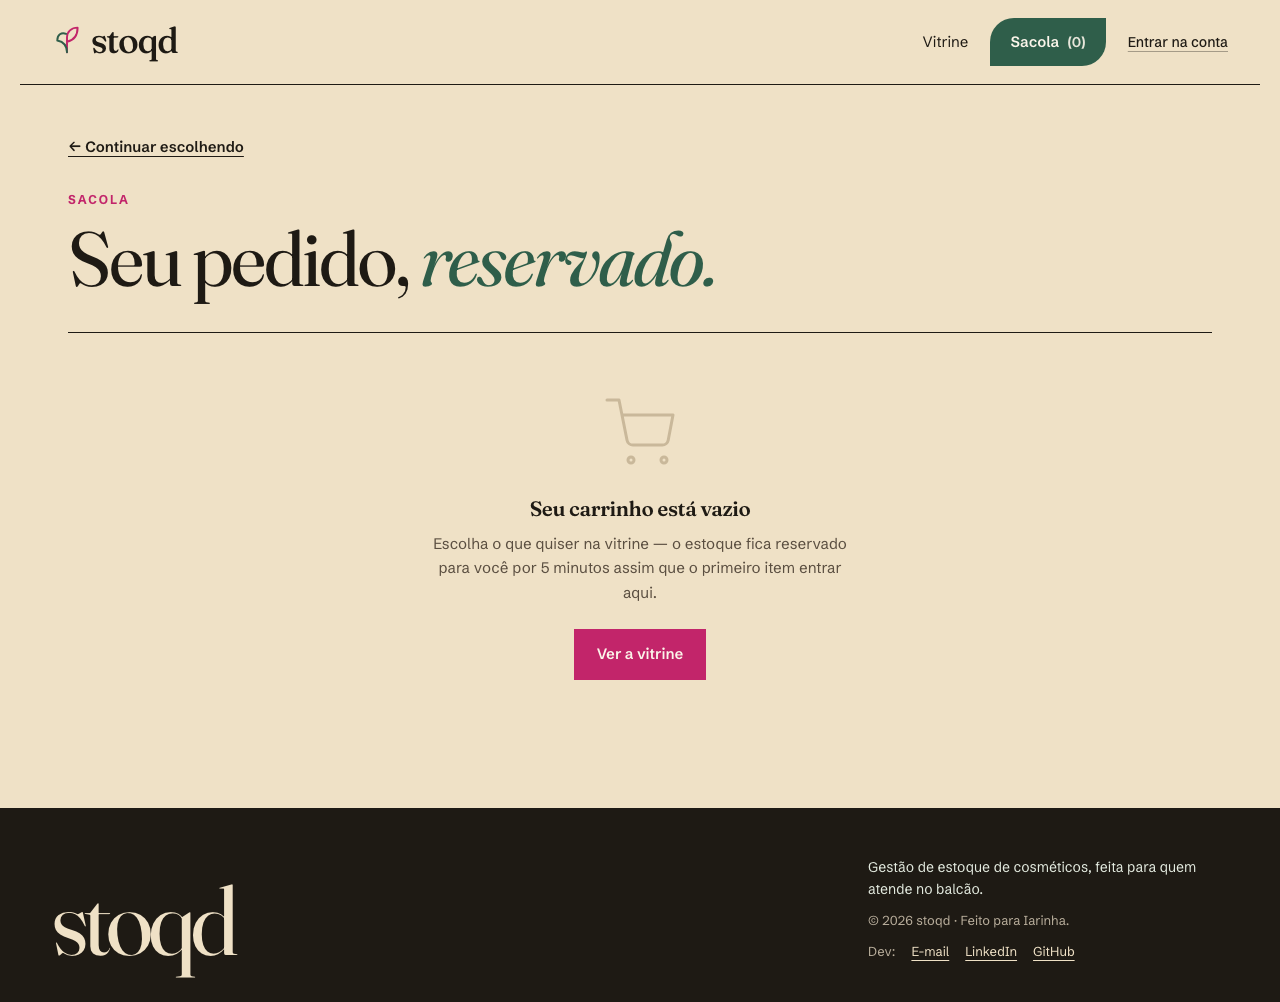 stoqd
Vitrine
Sacola (0)
Entrar na conta
← Continuar escolhendo
SACOLA
Seu pedido, reservado.
Seu carrinho está vazio
Escolha o que quiser na vitrine — o estoque fica reservado
para você por 5 minutos assim que o primeiro item entrar
aqui.
Ver a vitrine
stoqd
Gestão de estoque de cosméticos, feita para quem
atende no balcão.
© 2026 stoqd · Feito para Iarinha.
Dev: E-mail LinkedIn GitHub